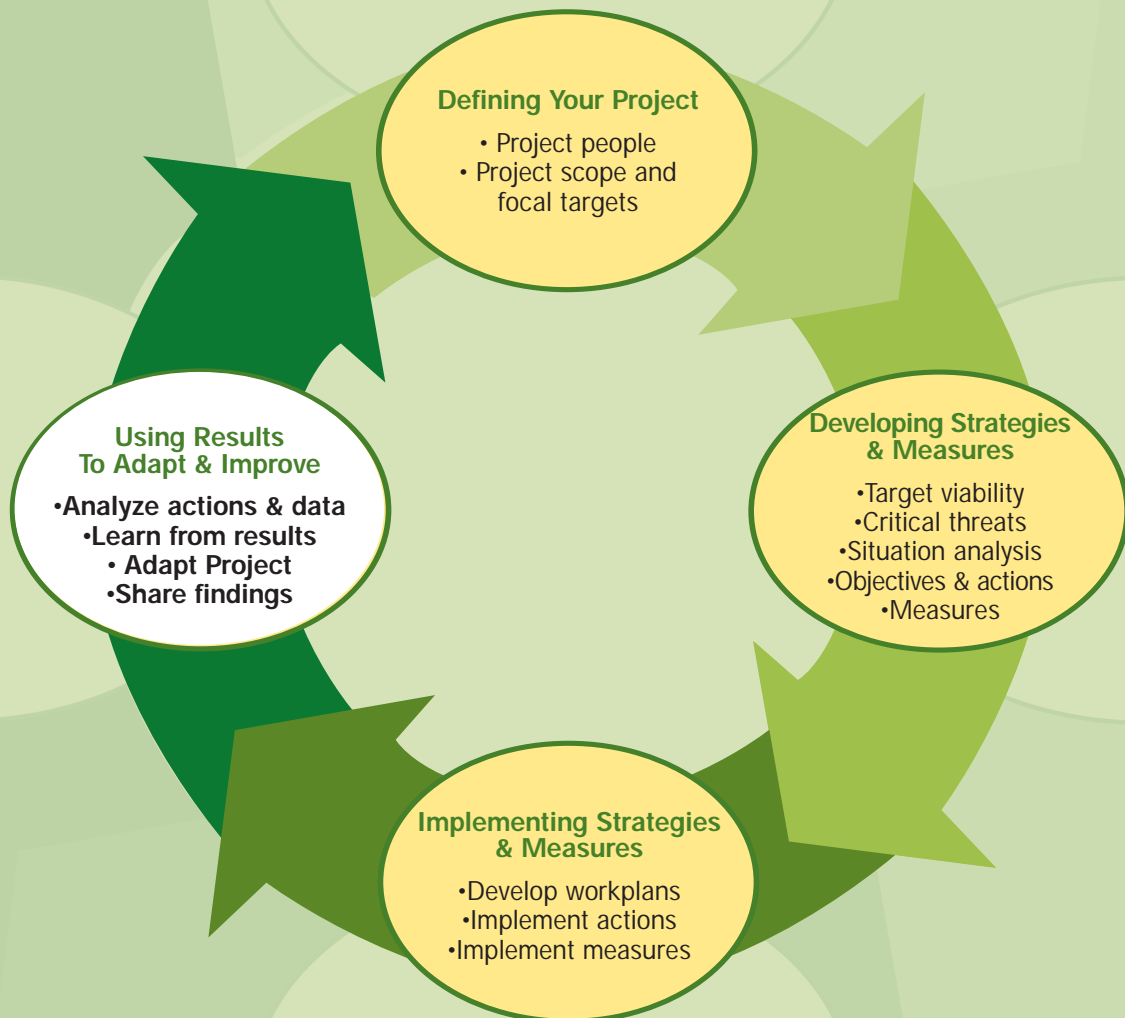 Defining Your Project
• Project people
• Project scope and
focal targets
Developing Strategies
& Measures
•Target viability
•Critical threats
•Situation analysis
•Objectives & actions
•Measures
Implementing Strategies
& Measures
•Develop workplans
•Implement actions
•Implement measures
Using Results
To Adapt & Improve
•Analyze actions & data
•Learn from results
• Adapt Project
•Share findings